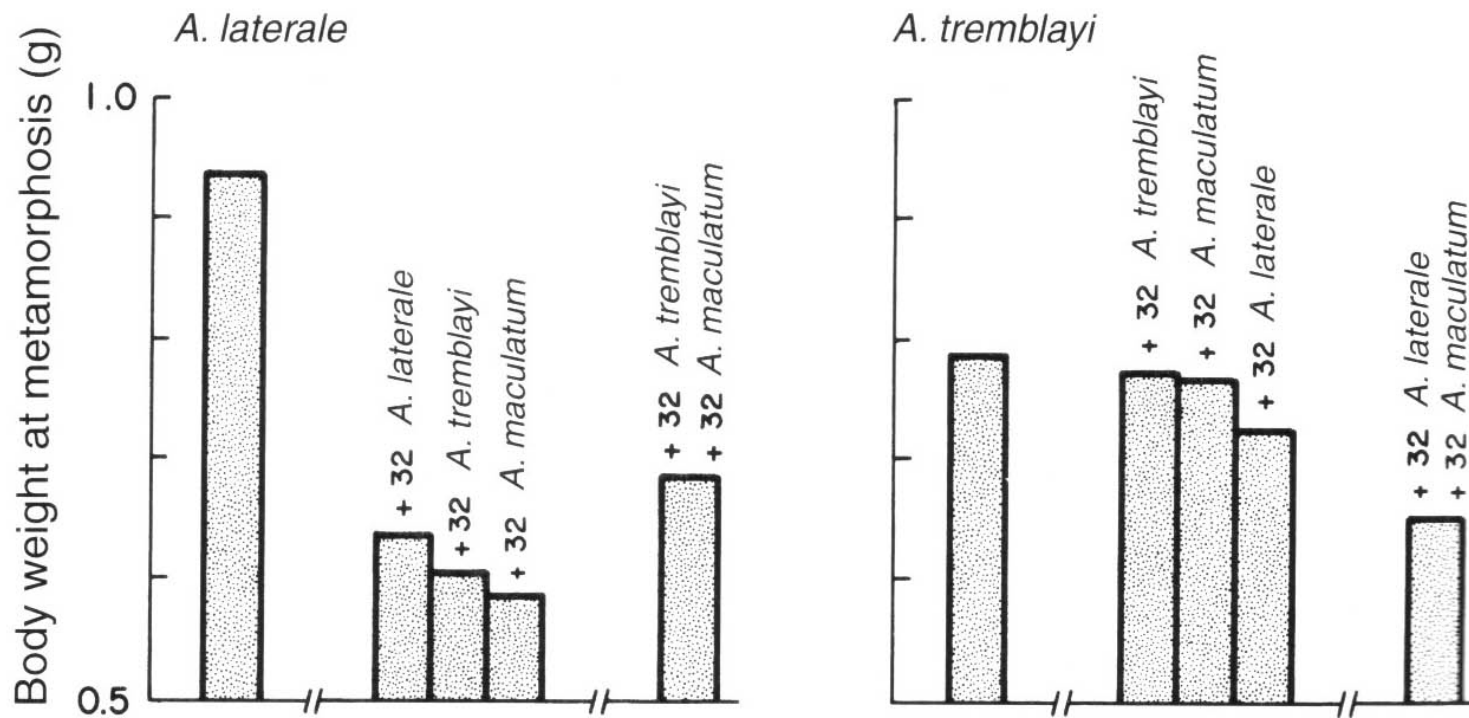 A. laterale
Body weight at metamorphosis (g)
1.0
0.5
+ 32 A. laterale
+ 32 A. tremblayi
+ 32 A. maculatum
+ 32 A. tremblayi
+ 32 A. maculatum
A. tremblayi
+ 32 A. tremblayi
+ 32 A. maculatum
+ 32 A. laterale
+ 32 A. laterale
+ 32 A. maculatum